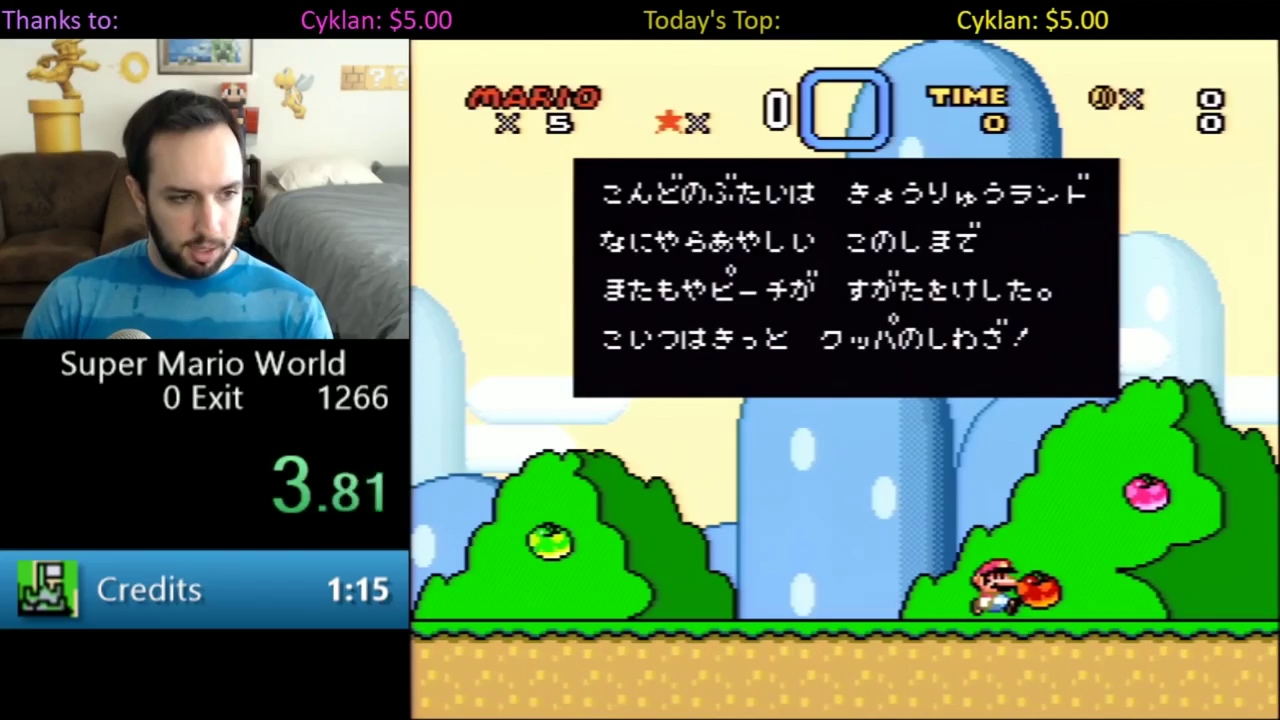 Thanks to: Cyklan: $5.00 Today's Top: Cyklan: $5.00
MARIO TIME
X 5 ★X 0 0 X 0
0
こんどのぶたいは きょうりゅうランド
なにやらあやしい このしまで
またもやピーチが すがたをけした。
こいつはきっと クッパのしわざ!
Super Mario World
0 Exit 1266
3.81
Credits 1:15